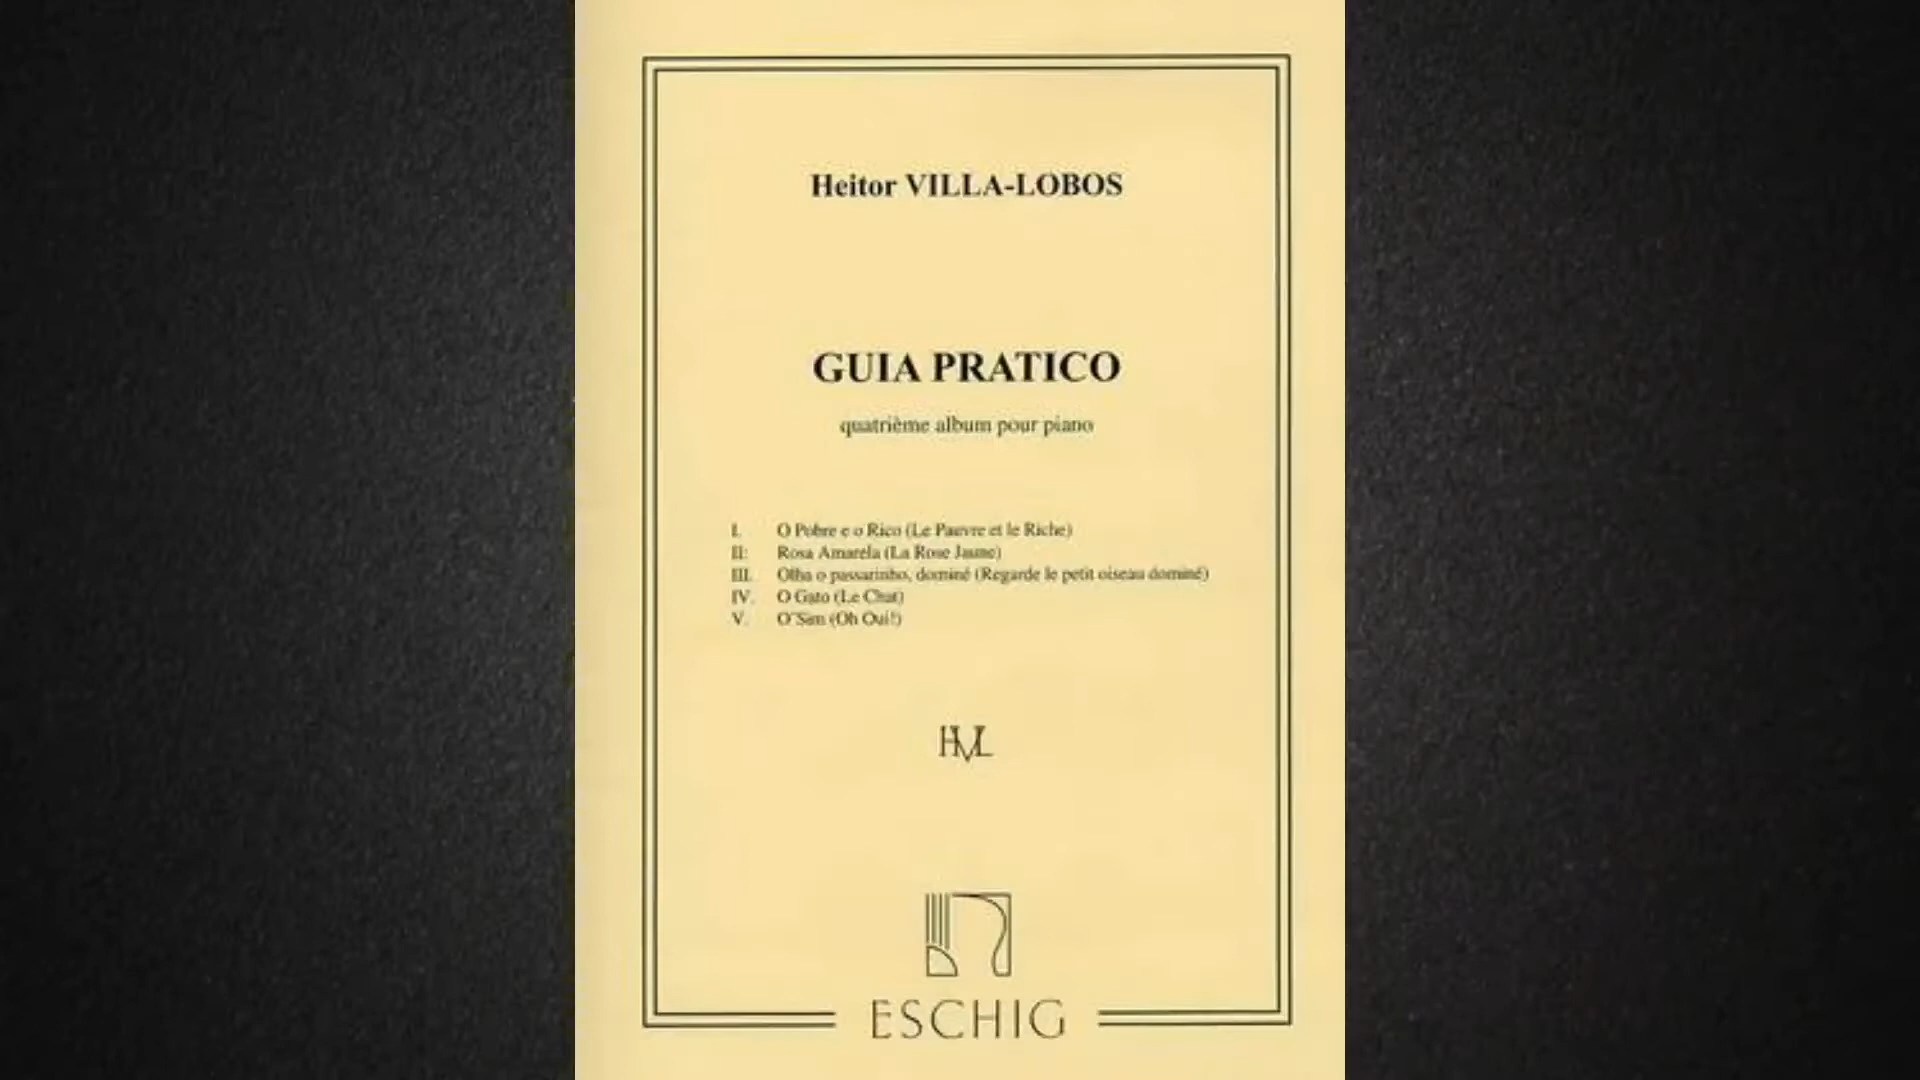 Heitor VILLA-LOBOS
GUIA PRATICO
quatrième album pour piano
I. O Pobre e o Rico (Le Pauvre et le Riche)
II: Rosa Amarela (La Rose Jaune)
III. Olha o passarinho, dominé (Regarde le petit oiseau dominé)
IV. O Gato (Le Chat)
V. O˜Sim (Oh Oui!)
HVL
ESCHIG